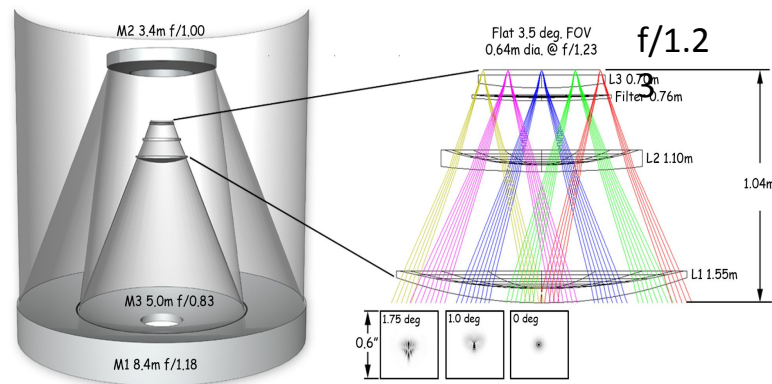 M2 3.4m f/1.00
M3 5.0m f/0.83
M1 8.4m f/1.18
Flat 3.5 deg. FOV
0.64m dia. @ f/1.23
f/1.2
3
L3 0.70m
Filter 0.76m
L2 1.10m
1.04m
L1 1.55m
0.6"
1.75 deg
1.0 deg
0 deg